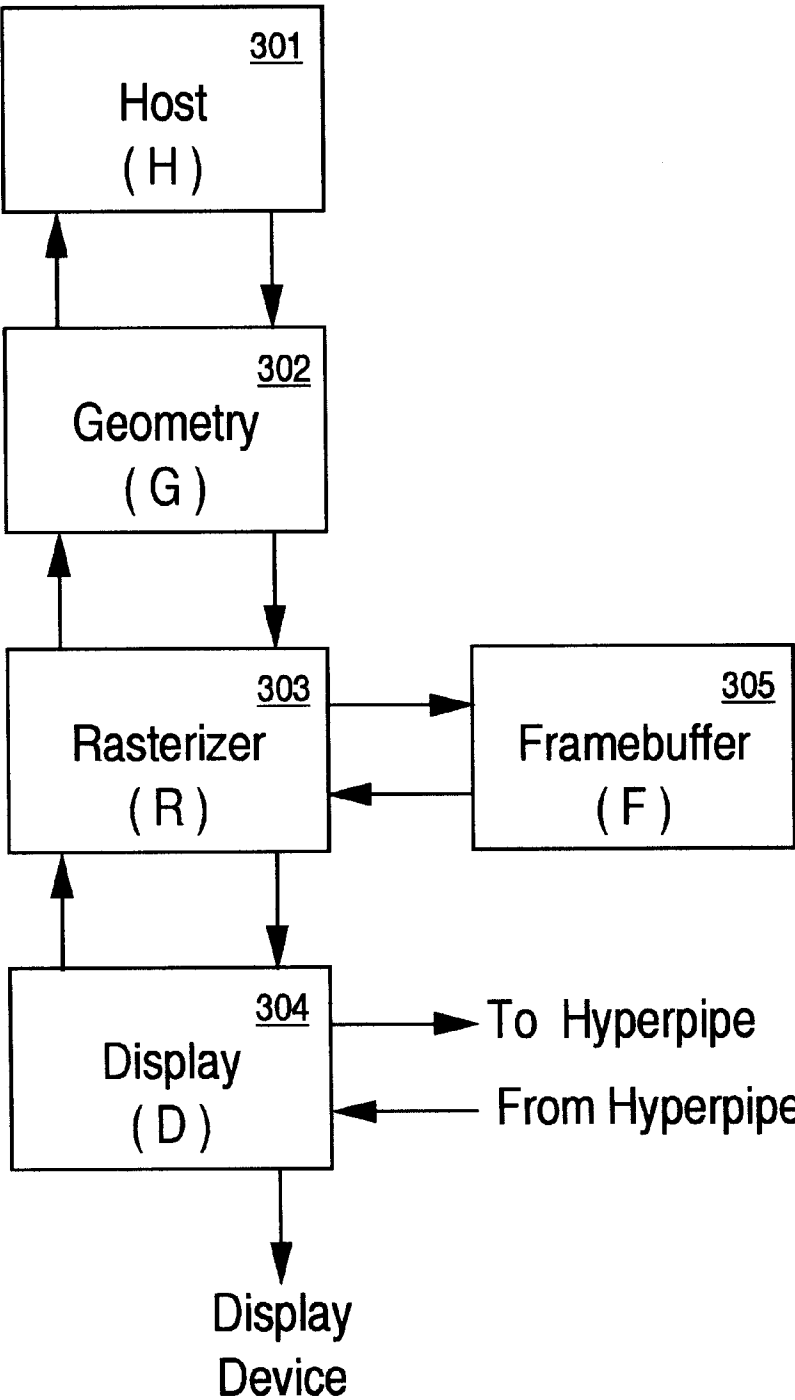 301
Host
( H )
302
Geometry
( G )
303
Rasterizer
( R )
305
Framebuffer
( F )
304
Display
( D )
To Hyperpipe
From Hyperpipe
Display
Device